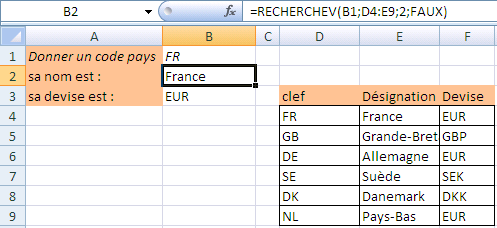 B2 fx =RECHERCHEV(B1;D4:E9;2;FAUX)
A B C D E F
1 Donner un code pays FR
2 sa nom est : France
3 sa devise est : EUR clef Désignation Devise
4 FR France EUR
5 GB Grande-Bret GBP
6 DE Allemagne EUR
7 SE Suède SEK
8 DK Danemark DKK
9 NL Pays-Bas EUR